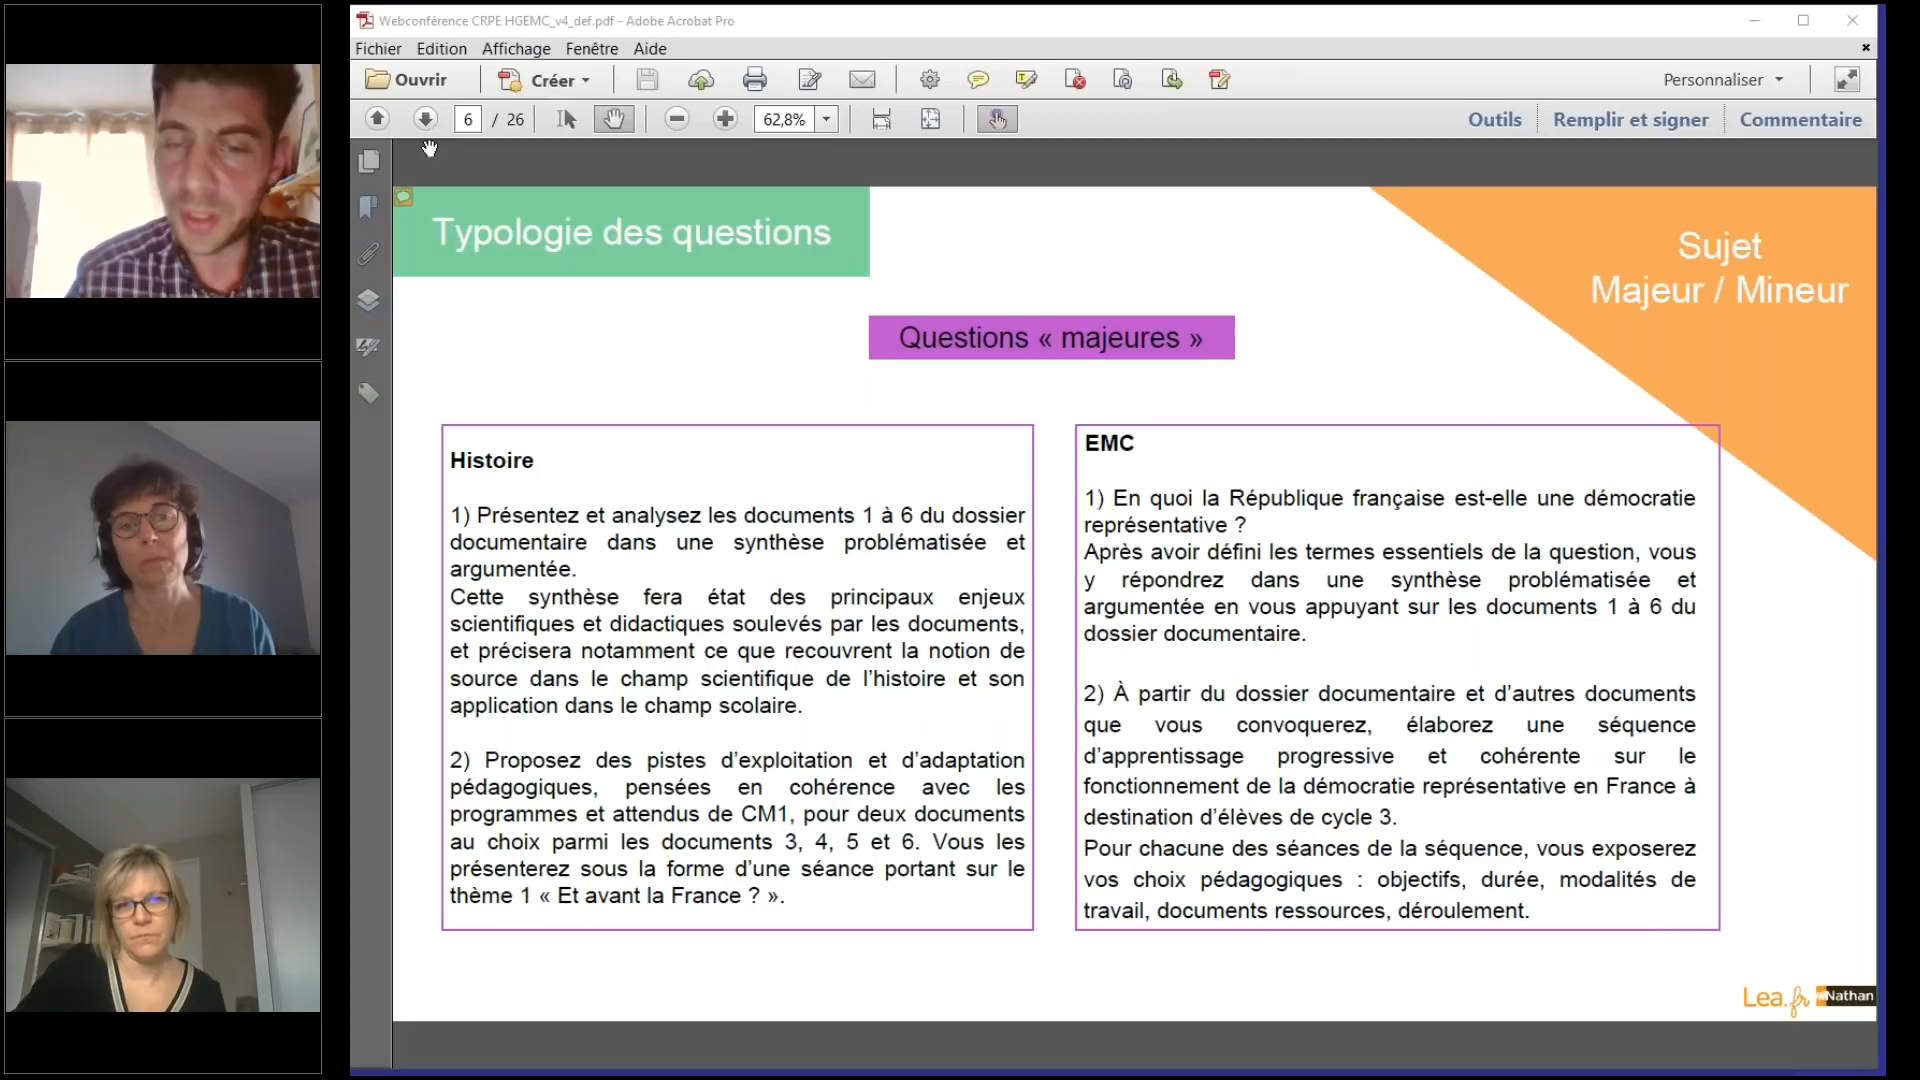 Webconférence CRPE HGEMC_v4_def.pdf - Adobe Acrobat Pro
Fichier Edition Affichage Fenêtre Aide
Ouvrir Créer Personnaliser
6 / 26 62,8% Outils Remplir et signer Commentaire
Typologie des questions
Sujet
Majeur / Mineur
Questions « majeures »
Histoire
1) Présentez et analysez les documents 1 à 6 du dossier
documentaire dans une synthèse problématisée et
argumentée.
Cette synthèse fera état des principaux enjeux
scientifiques et didactiques soulevés par les documents,
et précisera notamment ce que recouvrent la notion de
source dans le champ scientifique de l’histoire et son
application dans le champ scolaire.
2) Proposez des pistes d’exploitation et d’adaptation
pédagogiques, pensées en cohérence avec les
programmes et attendus de CM1, pour deux documents
au choix parmi les documents 3, 4, 5 et 6. Vous les
présenterez sous la forme d’une séance portant sur le
thème 1 « Et avant la France ? ».
EMC
1) En quoi la République française est-elle une démocratie
représentative ?
Après avoir défini les termes essentiels de la question, vous
y répondrez dans une synthèse problématisée et
argumentée en vous appuyant sur les documents 1 à 6 du
dossier documentaire.
2) À partir du dossier documentaire et d’autres documents
que vous convoquerez, élaborez une séquence
d’apprentissage progressive et cohérente sur le
fonctionnement de la démocratie représentative en France à
destination d’élèves de cycle 3.
Pour chacune des séances de la séquence, vous exposerez
vos choix pédagogiques : objectifs, durée, modalités de
travail, documents ressources, déroulement.
Lea.fr Nathan